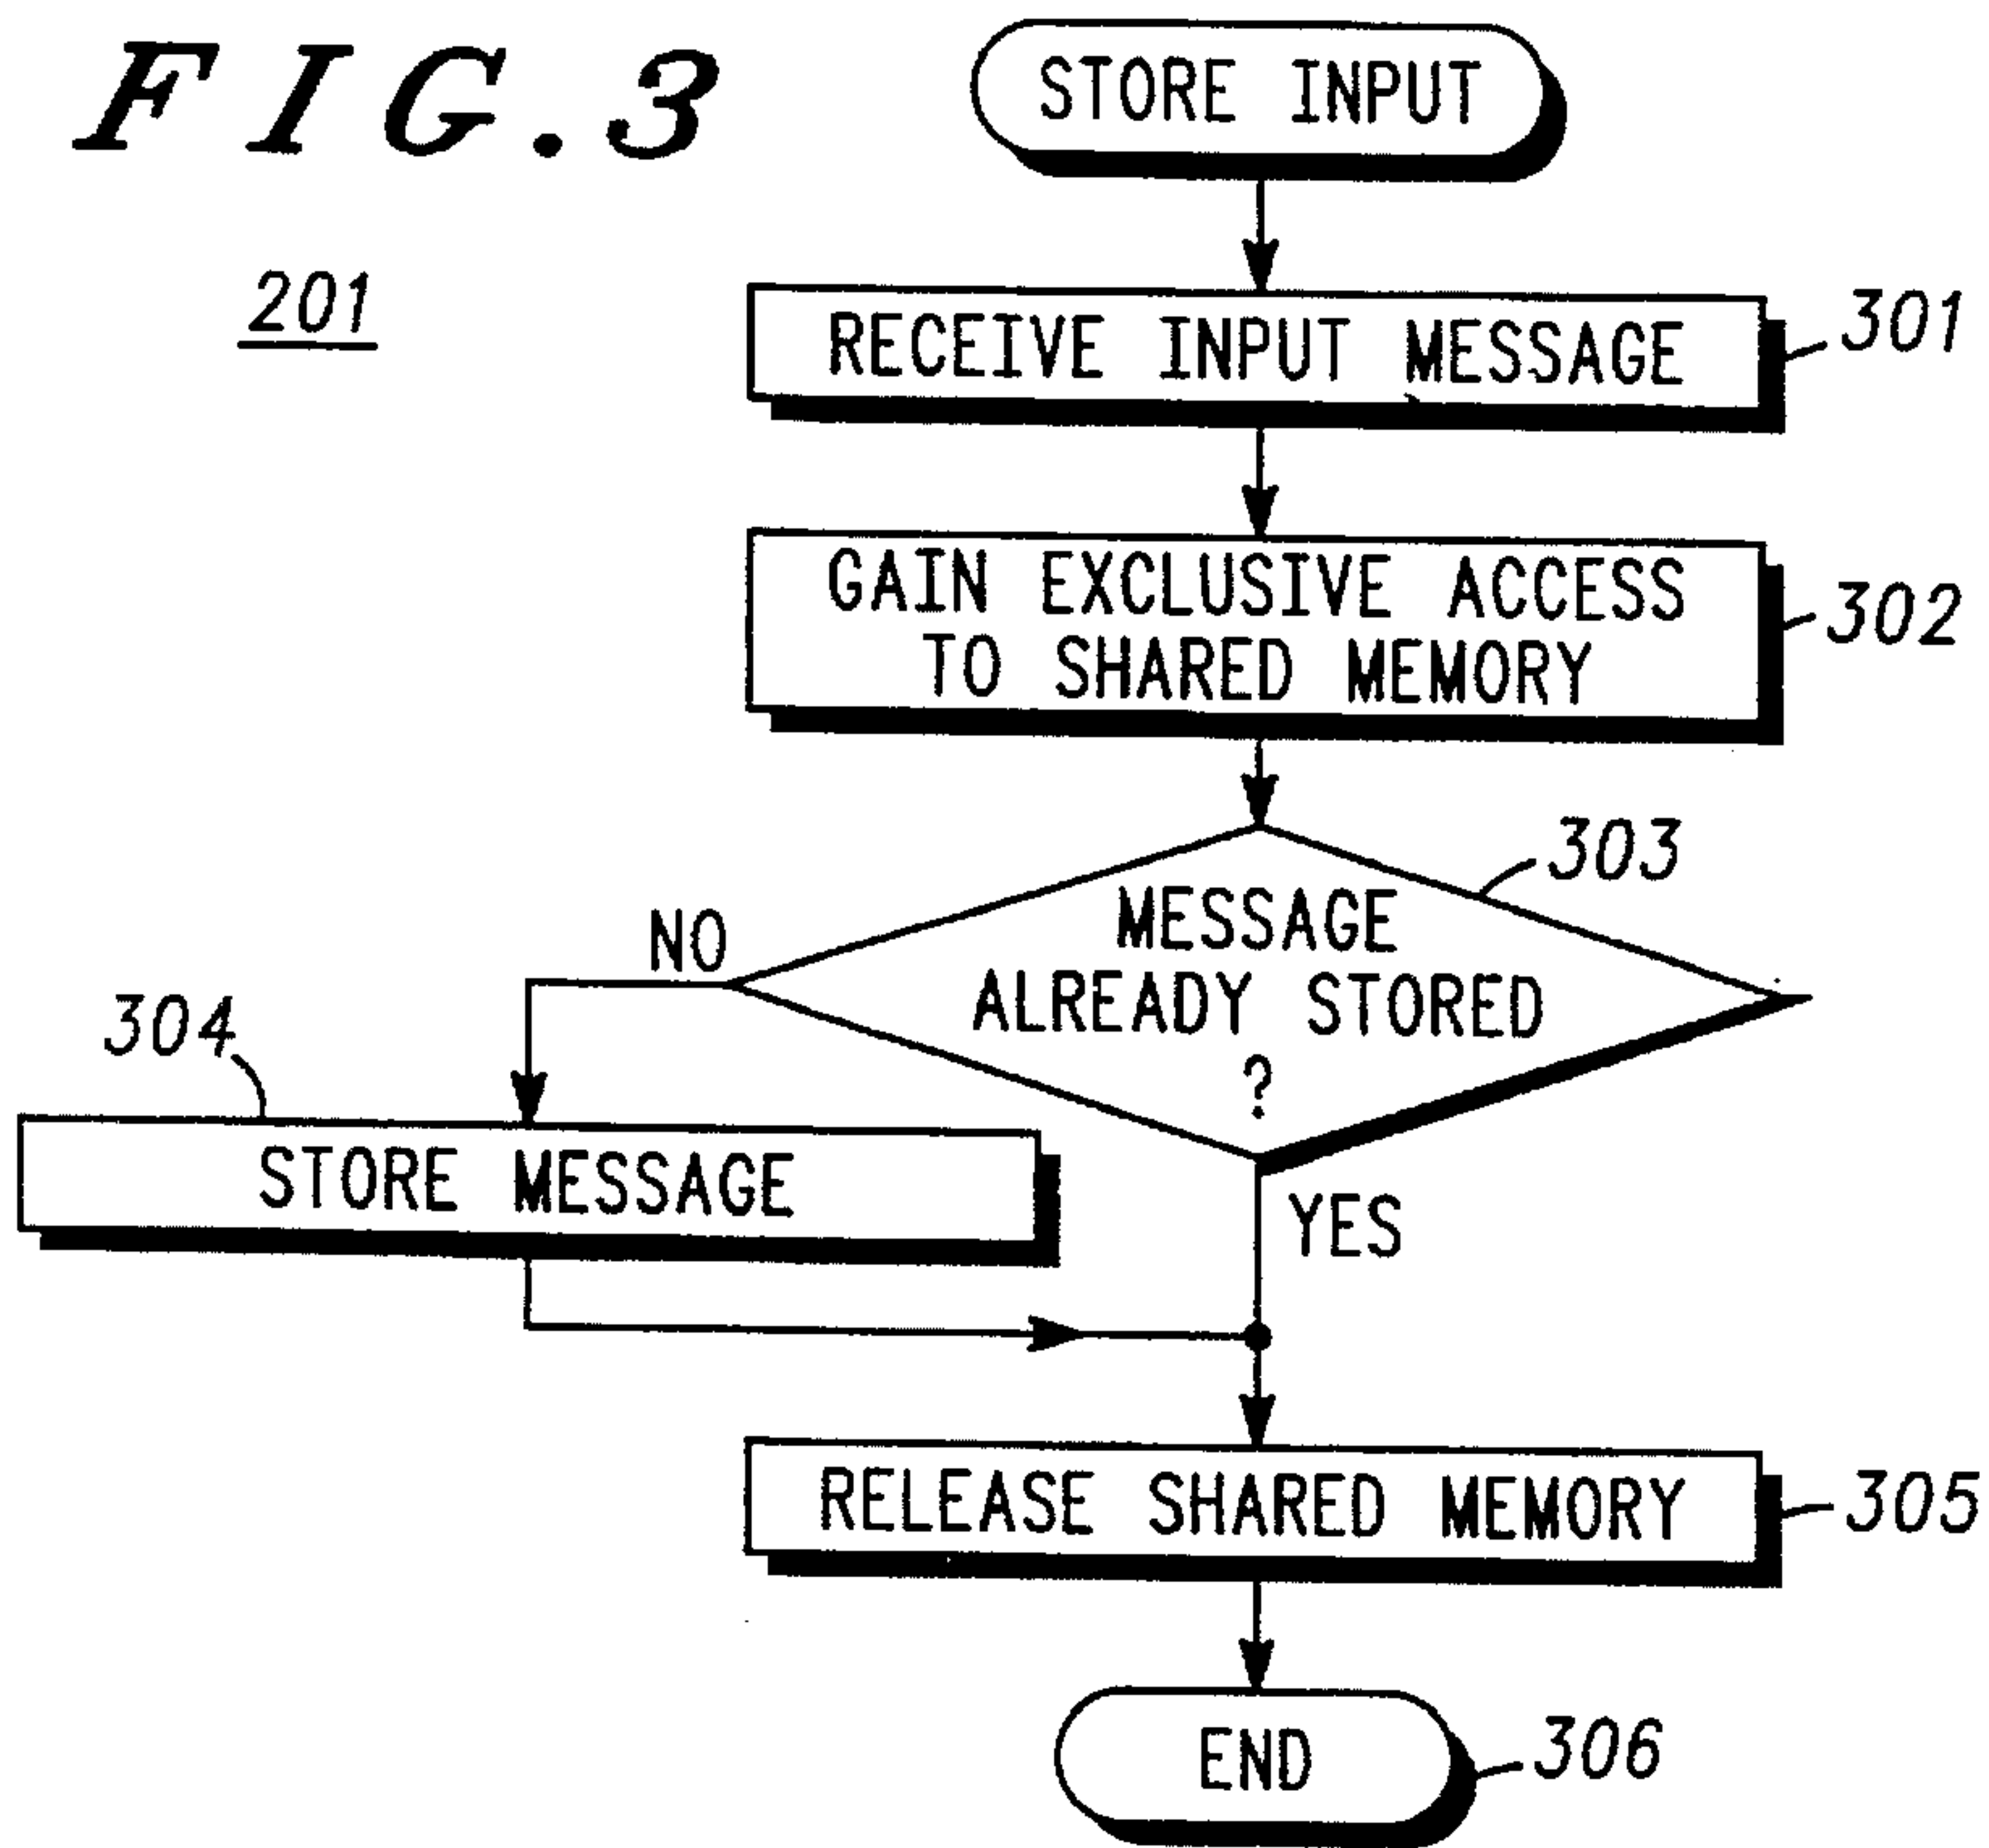 FIG.3
STORE INPUT
201
RECEIVE INPUT MESSAGE
301
GAIN EXCLUSIVE ACCESS
TO SHARED MEMORY
302
303
MESSAGE
ALREADY STORED
?
NO
304
STORE MESSAGE
YES
RELEASE SHARED MEMORY
305
END
306